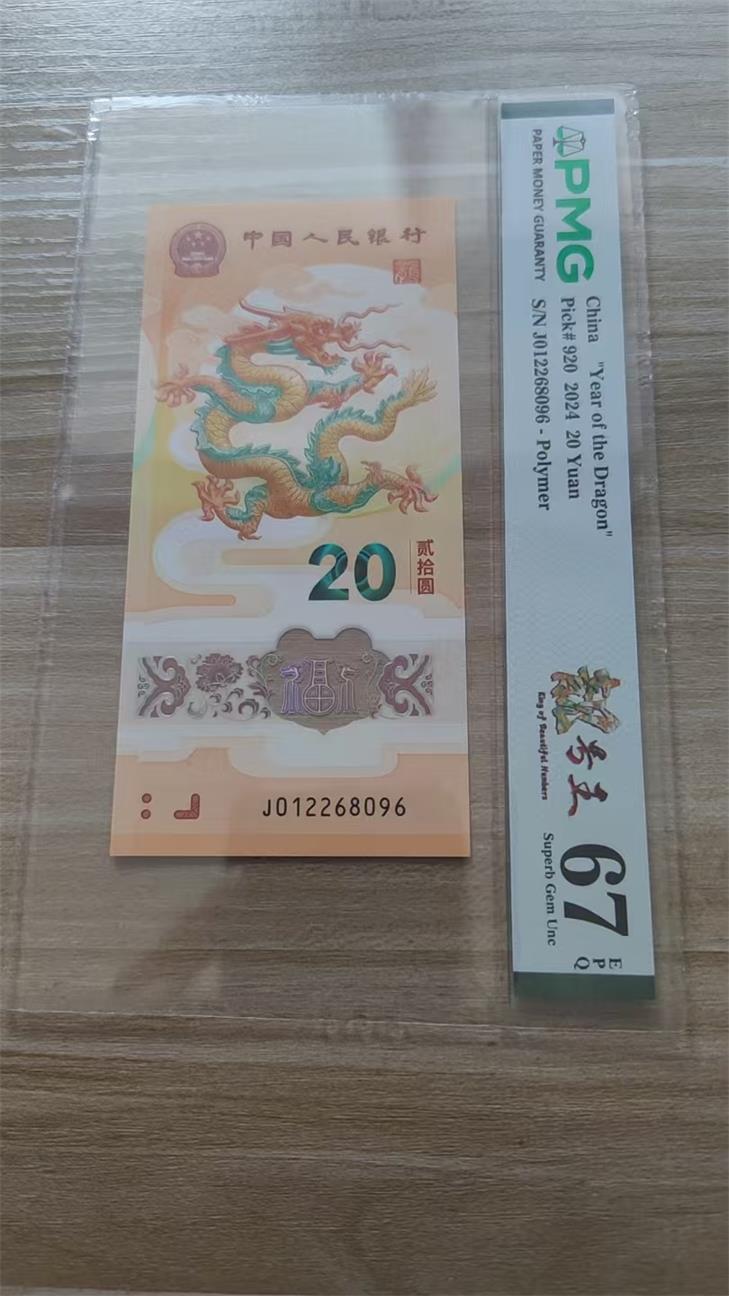 中国人民银行
20
贰拾圆
J012268096
PMG
PAPER MONEY GUARANTY
China "Year of the Dragon"
Pick# 920 2024 20 Yuan
S/N J012268096 - Polymer
King of Beautiful Numbers
67
EPQ
Superb Gem Unc